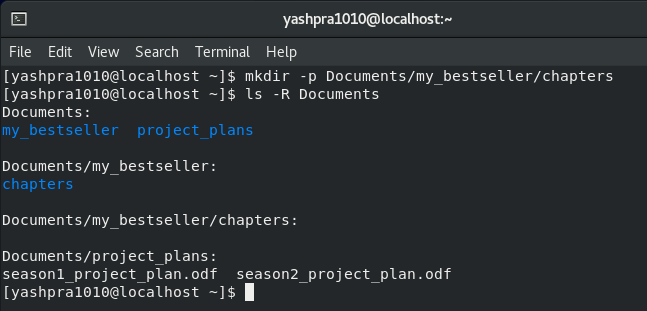 yashpra1010@localhost:~
File Edit View Search Terminal Help
[yashpra1010@localhost ~]$ mkdir -p Documents/my_bestseller/chapters
[yashpra1010@localhost ~]$ ls -R Documents
Documents:
my_bestseller  project_plans
Documents/my_bestseller:
chapters
Documents/my_bestseller/chapters:
Documents/project_plans:
season1_project_plan.odf  season2_project_plan.odf
[yashpra1010@localhost ~]$